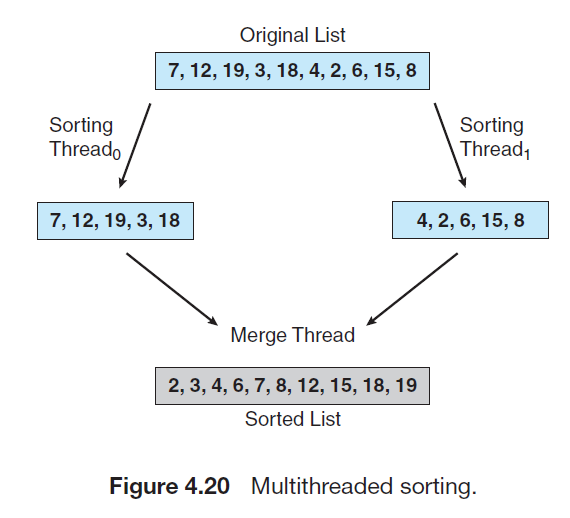 Original List
7, 12, 19, 3, 18, 4, 2, 6, 15, 8
Sorting
Thread₀
Sorting
Thread₁
7, 12, 19, 3, 18
4, 2, 6, 15, 8
Merge Thread
2, 3, 4, 6, 7, 8, 12, 15, 18, 19
Sorted List
Figure 4.20 Multithreaded sorting.